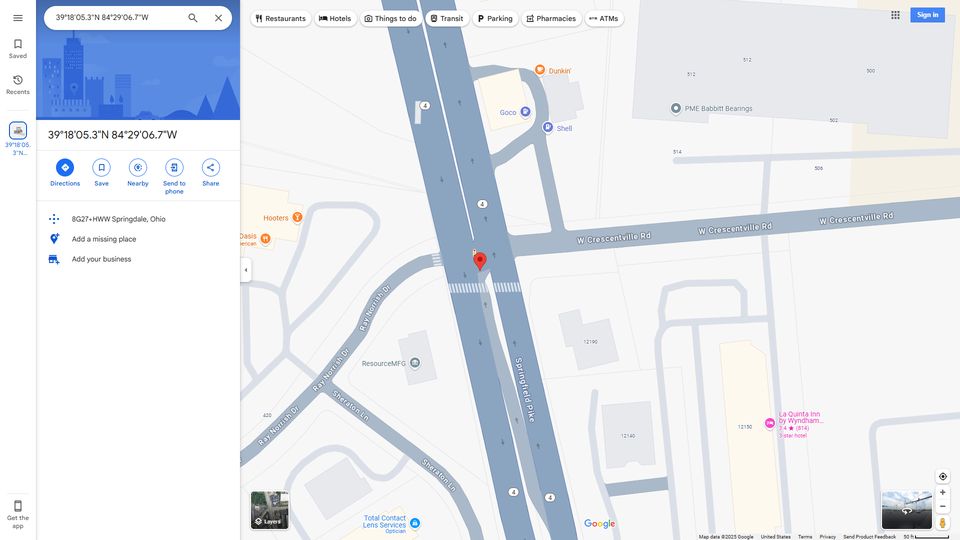 39°18'05.3"N 84°29'06.7"W
Restaurants
Hotels
Things to do
Transit
Parking
Pharmacies
ATMs
Sign in
Saved
Recents
39°18'05.
3"N...
39°18'05.3"N 84°29'06.7"W
Directions
Save
Nearby
Send to
phone
Share
8G27+HWW Springdale, Ohio
Add a missing place
Add your business
Get the
app
4
Dunkin'
Goco
Shell
512
512
500
PME Babbitt Bearings
502
514
506
4
Hooters
Oasis
W Crescentville Rd
W Crescentville Rd
W Crescentville Rd
Ray Norrish Dr
Ray Norrish Dr
Ray Norrish Dr
ResourceMFG
12190
Springfield Pike
420
Sheraton Ln
Sheraton Ln
12140
12150
La Quinta Inn
by Wyndham...
3.4 ★ (814)
3-star hotel
4
4
Layers
Total Contact
Lens Services
Optician
Google
Map data ©2025 Google
United States
Terms
Privacy
Send Product Feedback
50 ft